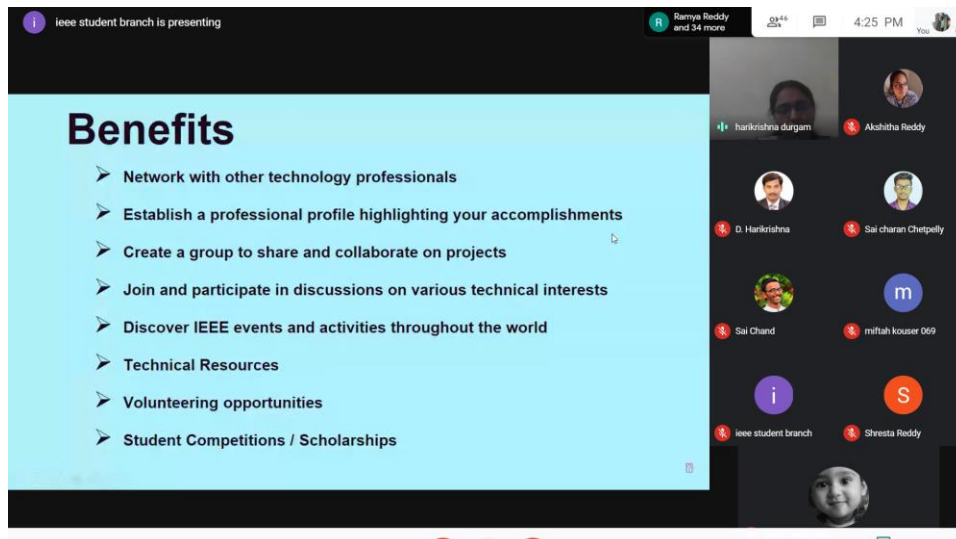 i
ieee student branch is presenting
R
Ramya Reddy
and 34 more
46
4:25 PM
You
Benefits
Network with other technology professionals
Establish a professional profile highlighting your accomplishments
Create a group to share and collaborate on projects
Join and participate in discussions on various technical interests
Discover IEEE events and activities throughout the world
Technical Resources
Volunteering opportunities
Student Competitions / Scholarships
harikrishna durgam
Akshitha Reddy
D. Harikrishna
Sai charan Chetpelly
Sai Chand
m
miftah kouser 069
i
ieee student branch
S
Shresta Reddy